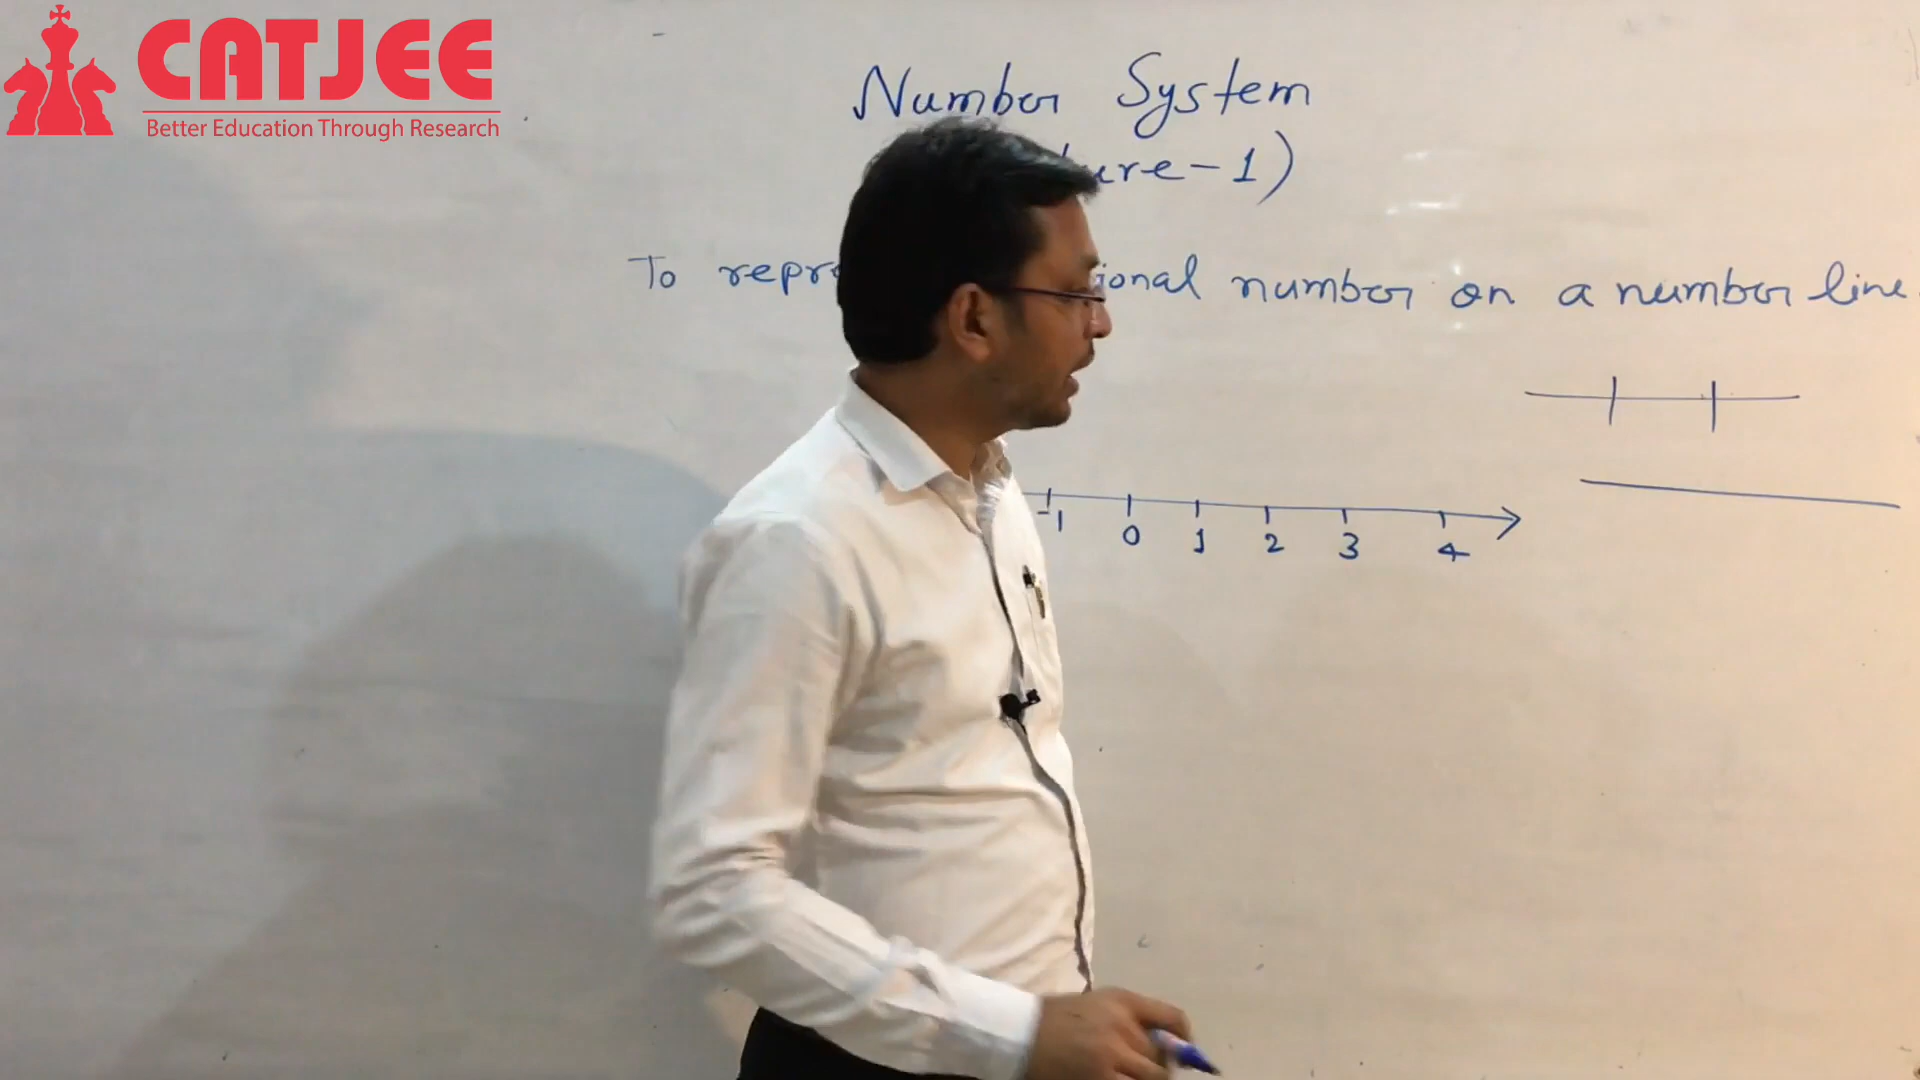 CATJEE
Better Education Through Research
Number System
ure-1)
To repre ional number on a number line.
-1 0 1 2 3 4